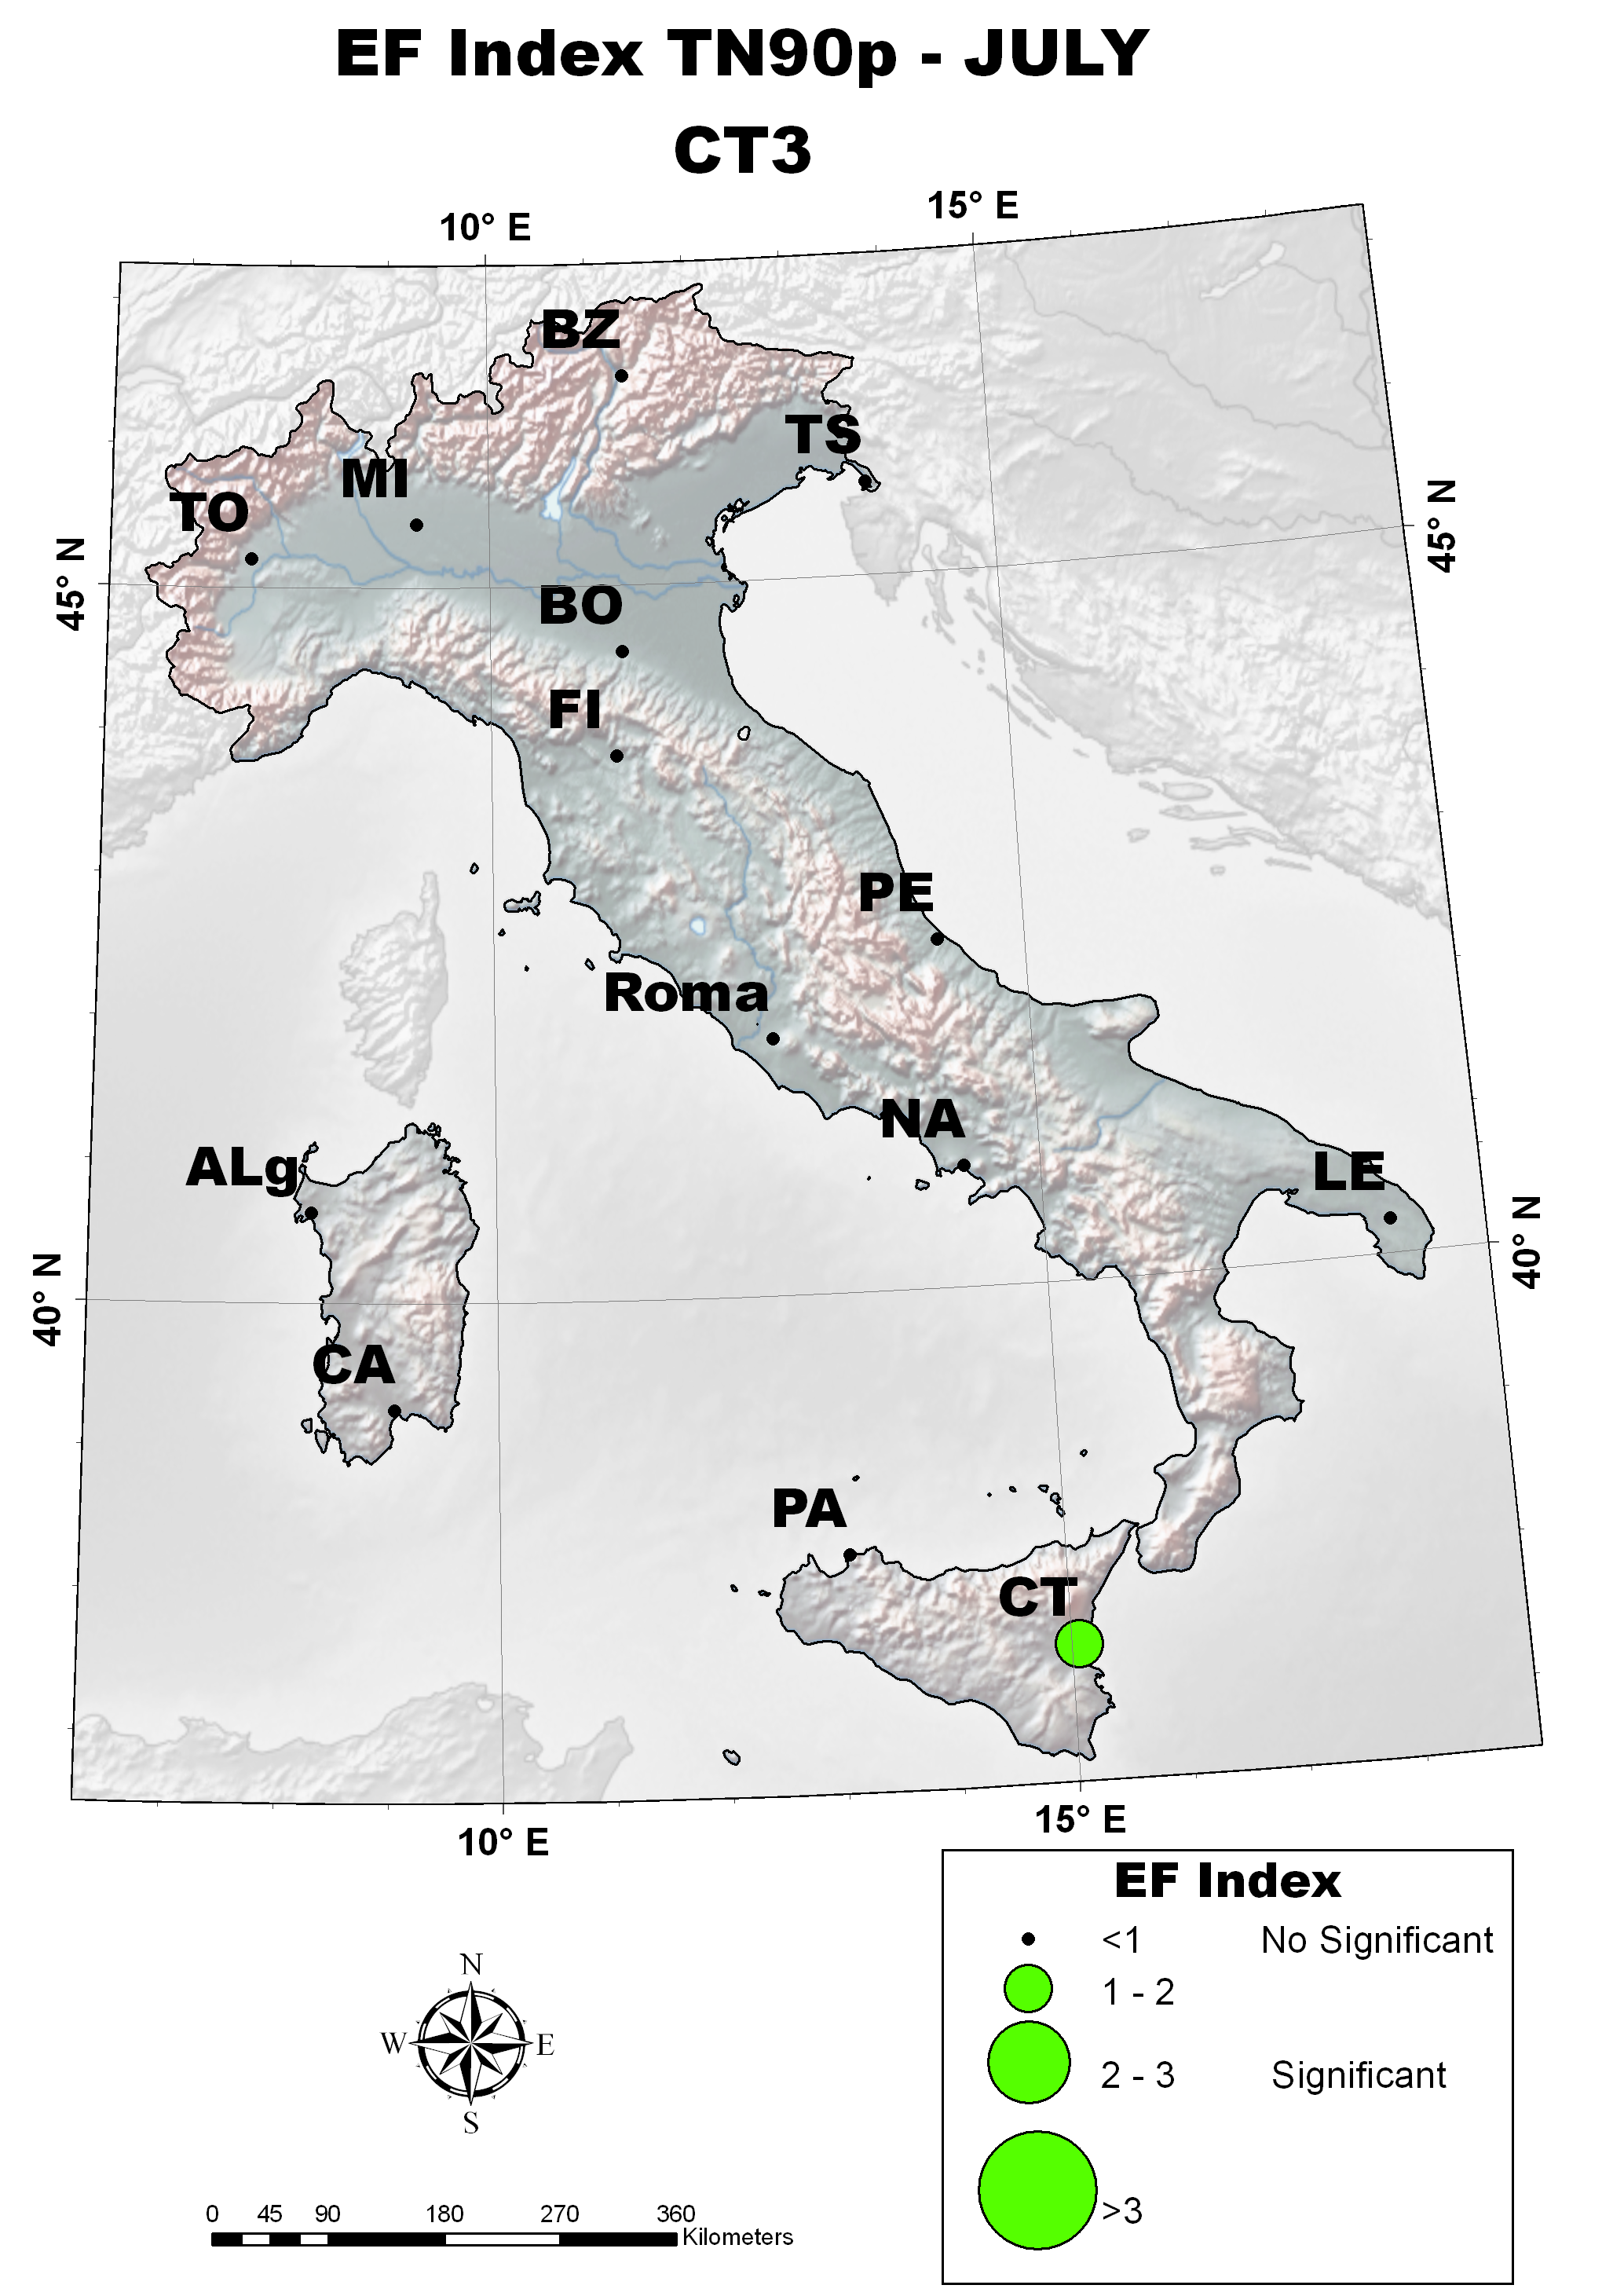 EF Index TN90p - JULY
CT3
10° E
15° E
BZ
TS
MI
TO
45° N
45° N
BO
FI
PE
Roma
NA
ALg
LE
40° N
40° N
CA
PA
CT
10° E
15° E
EF Index
<1 No Significant
1 - 2
2 - 3 Significant
>3
N
W E
S
0 45 90 180 270 360
Kilometers